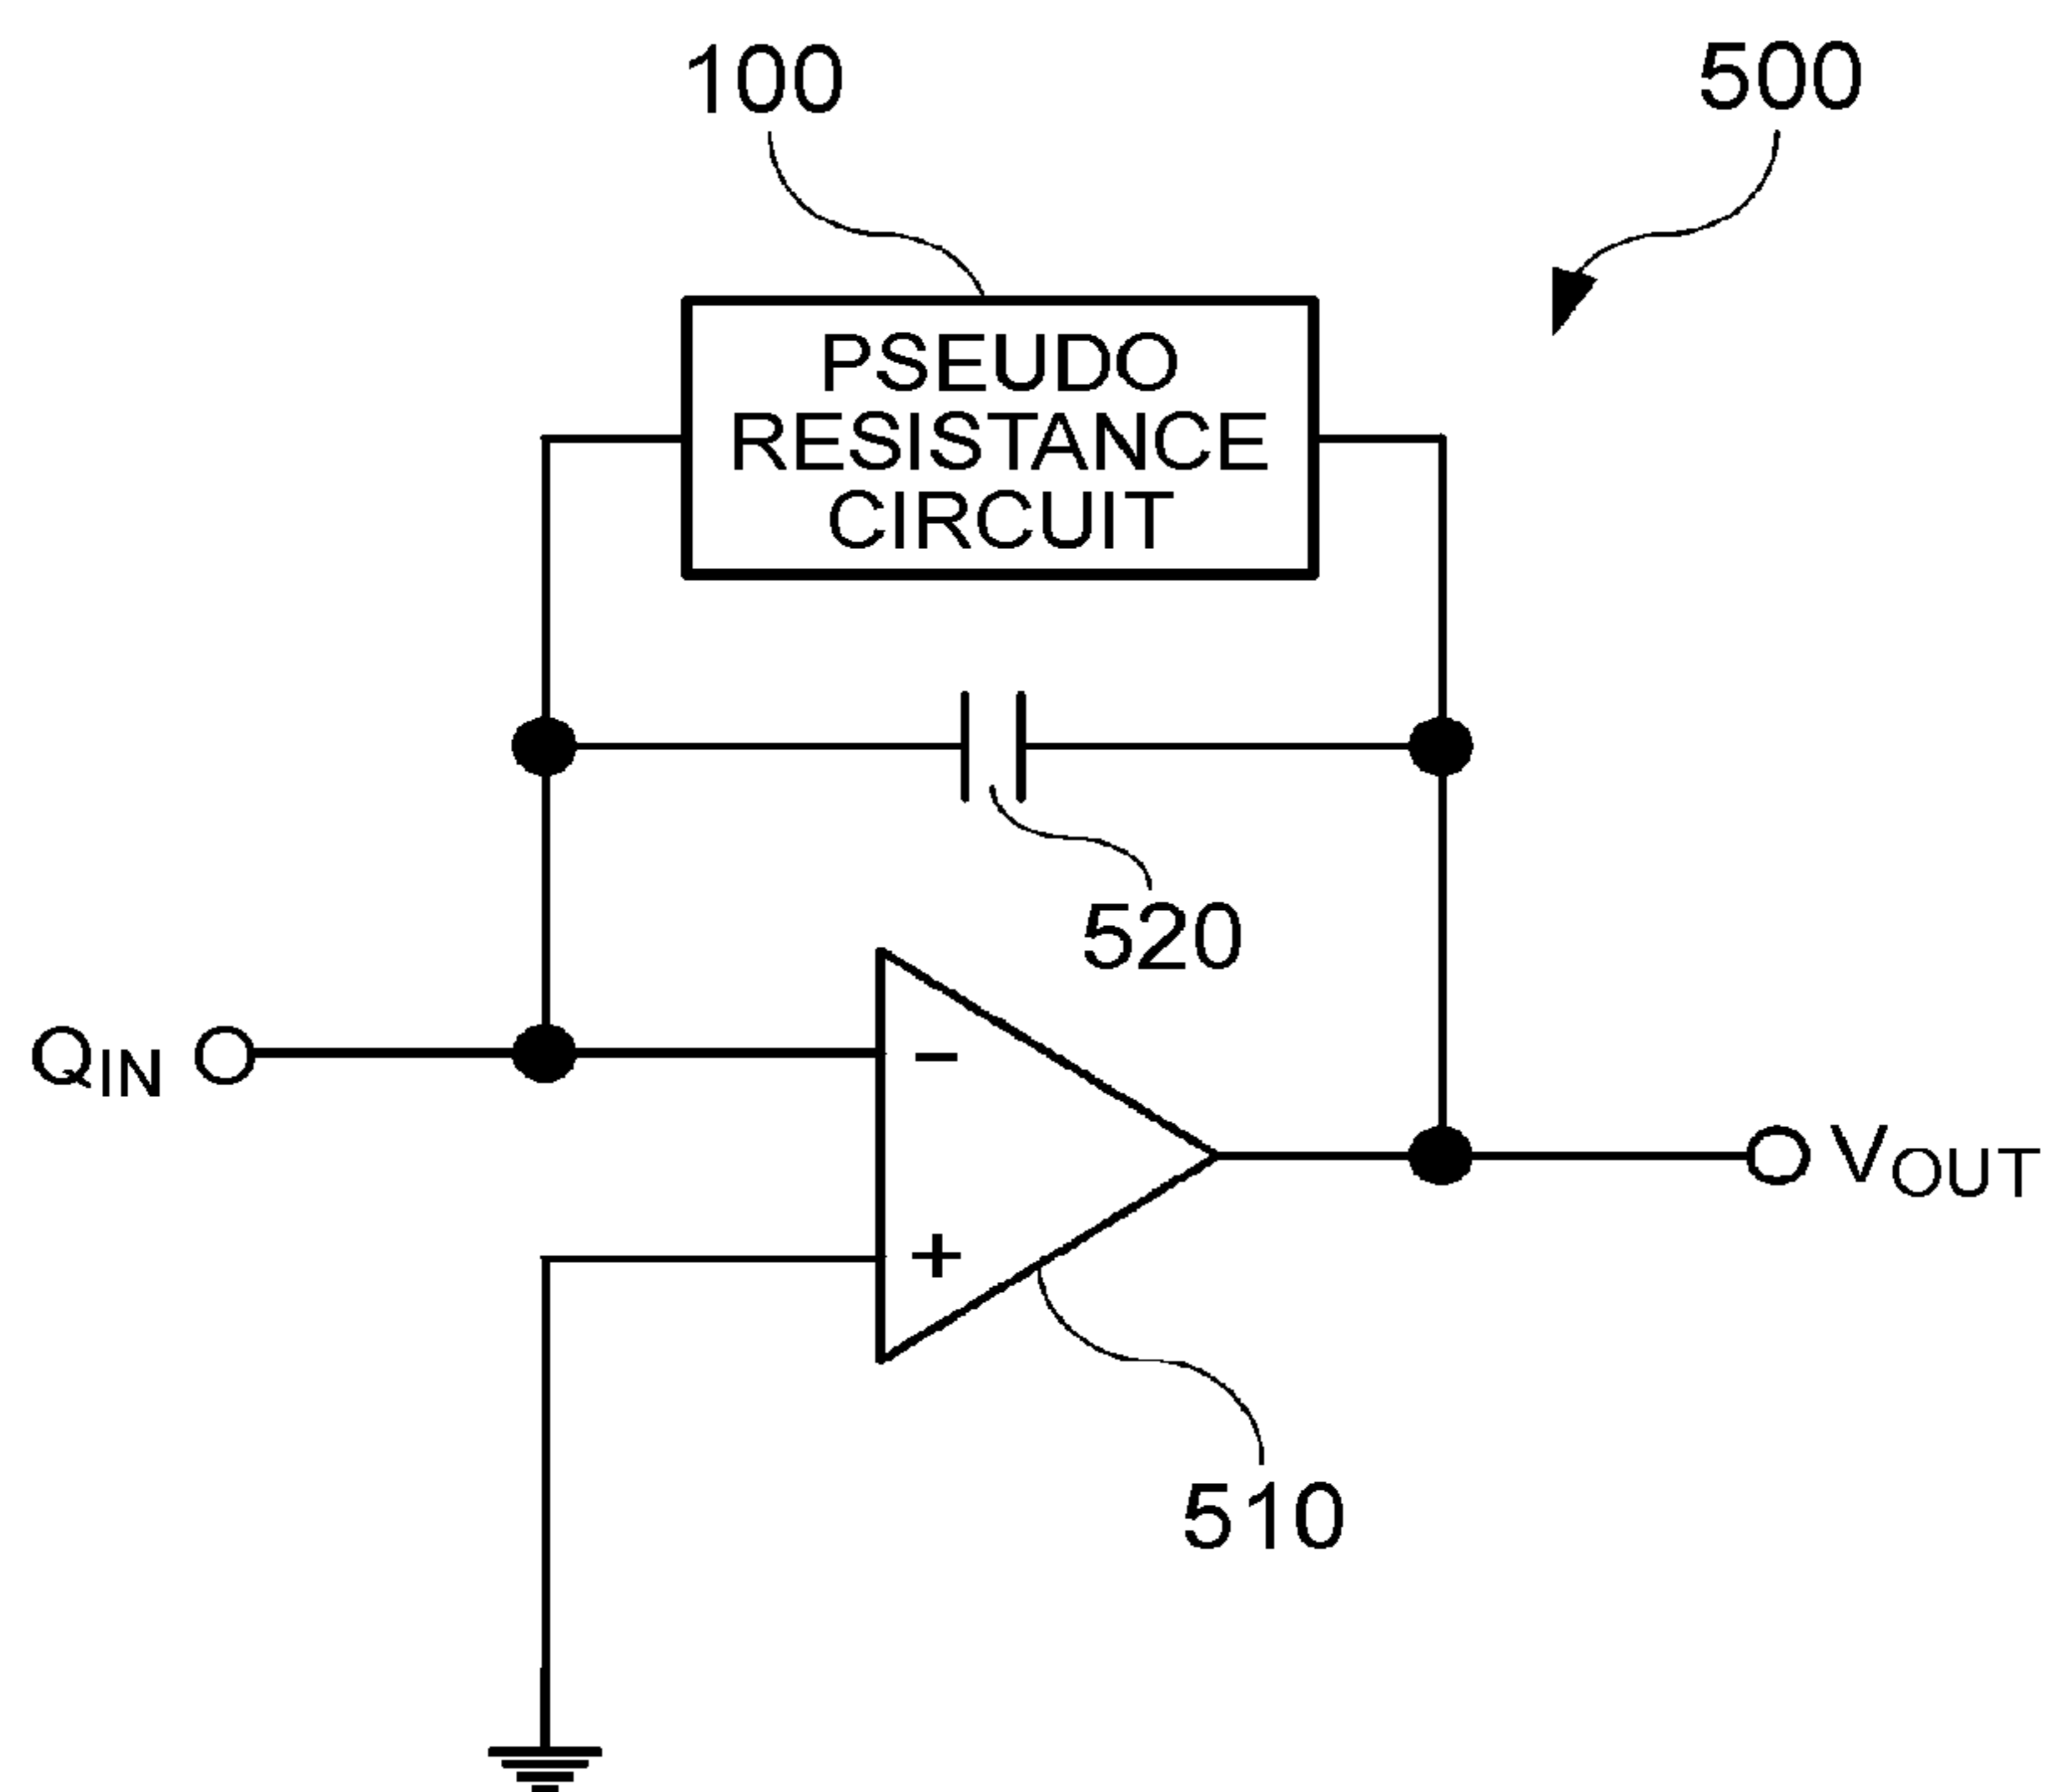 100
500
PSEUDO
RESISTANCE
CIRCUIT
520
QIN
−
VOUT
+
510